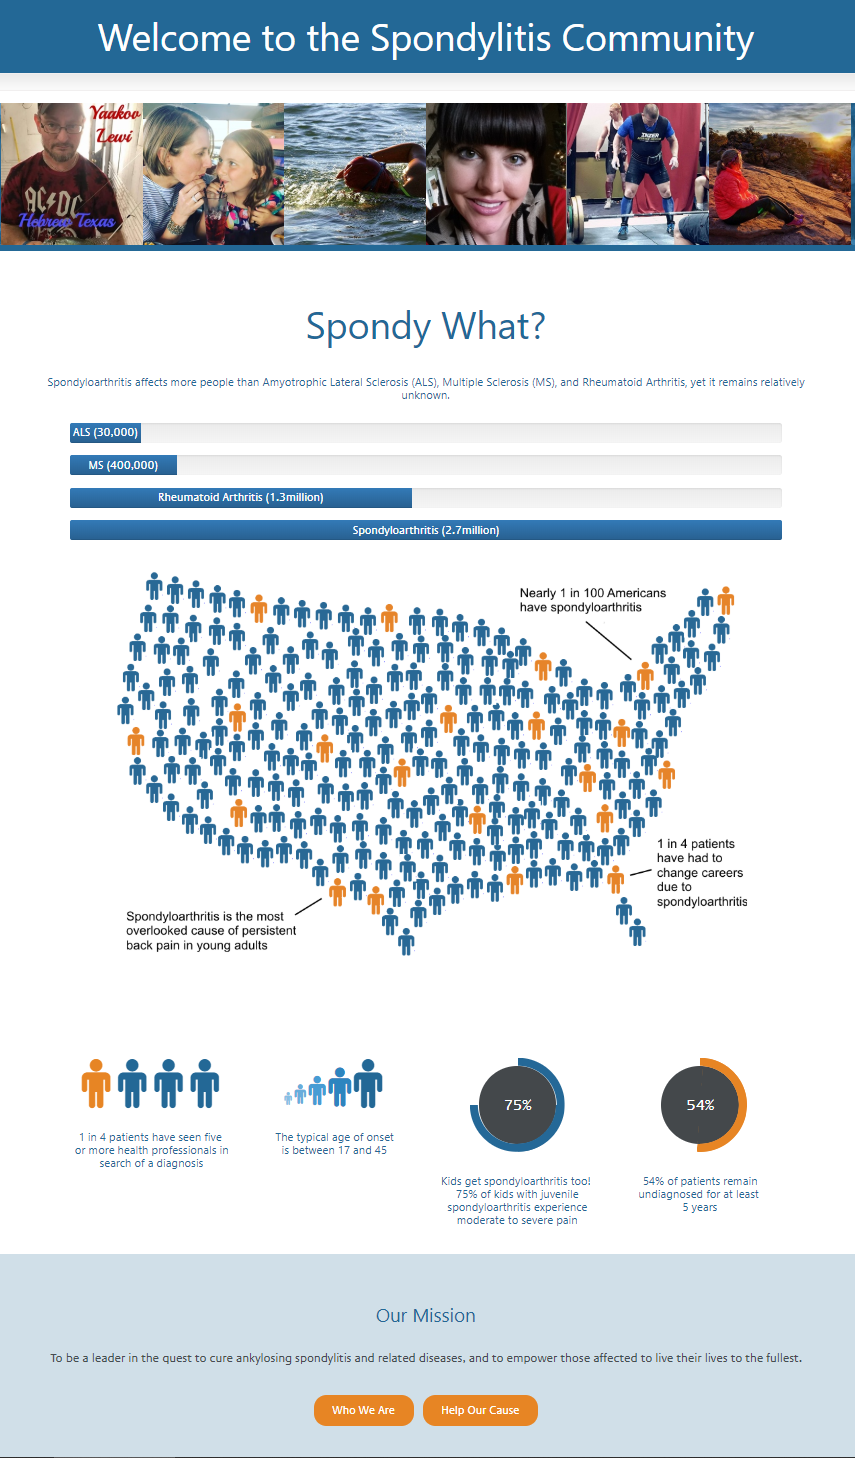 Welcome to the Spondylitis Community
Yaakov
Lewi
AC/DC
Hebrew Texas
TAZER
Spondy What?
Spondyloarthritis affects more people than Amyotrophic Lateral Sclerosis (ALS), Multiple Sclerosis (MS), and Rheumatoid Arthritis, yet it remains relatively
unknown.
ALS (30,000)
MS (400,000)
Rheumatoid Arthritis (1.3million)
Spondyloarthritis (2.7million)
Nearly 1 in 100 Americans
have spondyloarthritis
1 in 4 patients
have had to
change careers
due to
spondyloarthritis
Spondyloarthritis is the most
overlooked cause of persistent
back pain in young adults
1 in 4 patients have seen five
or more health professionals in
search of a diagnosis
The typical age of onset
is between 17 and 45
75%
Kids get spondyloarthritis too!
75% of kids with juvenile
spondyloarthritis experience
moderate to severe pain
54%
54% of patients remain
undiagnosed for at least
5 years
Our Mission
To be a leader in the quest to cure ankylosing spondylitis and related diseases, and to empower those affected to live their lives to the fullest.
Who We Are
Help Our Cause